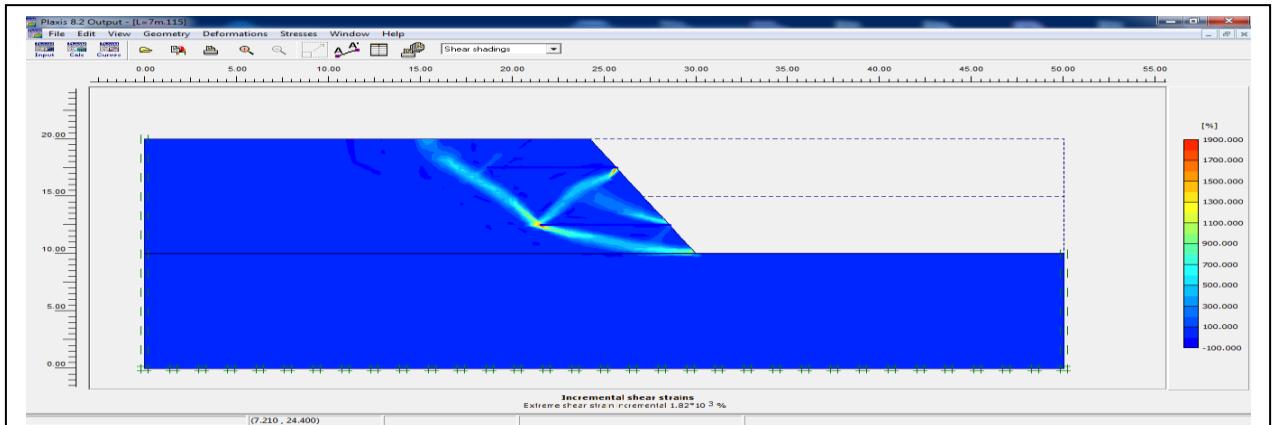 Plaxis 8.2 Output - [L=7m.115]
File Edit View Geometry Deformations Stresses Window Help
Input Calc Curves Shear shadings
0.00 5.00 10.00 15.00 20.00 25.00 30.00 35.00 40.00 45.00 50.00 55.00
20.00
15.00
10.00
5.00
0.00
[%]
1900.000
1700.000
1500.000
1300.000
1100.000
900.000
700.000
500.000
300.000
100.000
-100.000
Incremental shear strains
Extreme shear strain incremental 1.82*10 3 %
(7.210 , 24.400)